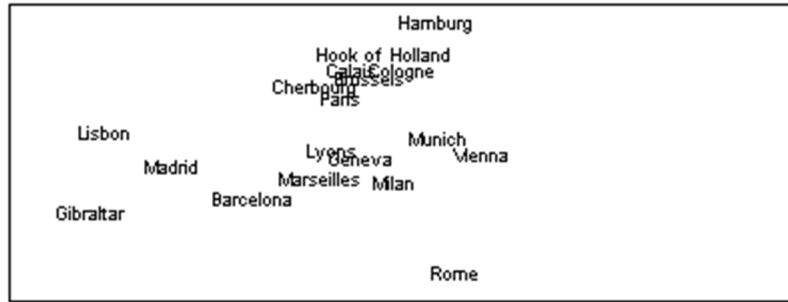 Hamburg
Hook of Holland
Calais Cologne
Brussels
Cherbourg
Paris
Lisbon
Munich
Lyons
Vienna
Geneva
Madrid
Marseilles
Milan
Barcelona
Gibraltar
Rome